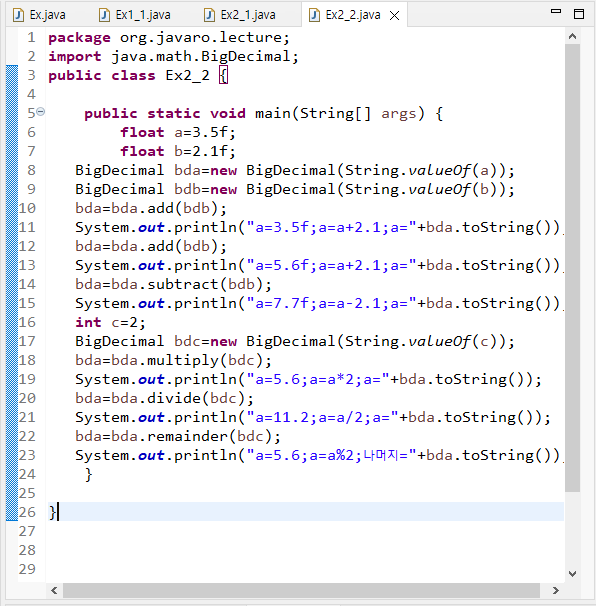 Ex.java Ex1_1.java Ex2_1.java Ex2_2.java
1 package org.javaro.lecture;
2 import java.math.BigDecimal;
3 public class Ex2_2 {
4
5 public static void main(String[] args) {
6 float a=3.5f;
7 float b=2.1f;
8 BigDecimal bda=new BigDecimal(String.valueOf(a));
9 BigDecimal bdb=new BigDecimal(String.valueOf(b));
10 bda=bda.add(bdb);
11 System.out.println("a=3.5f;a=a+2.1;a="+bda.toString());
12 bda=bda.add(bdb);
13 System.out.println("a=5.6f;a=a+2.1;a="+bda.toString());
14 bda=bda.subtract(bdb);
15 System.out.println("a=7.7f;a=a-2.1;a="+bda.toString());
16 int c=2;
17 BigDecimal bdc=new BigDecimal(String.valueOf(c));
18 bda=bda.multiply(bdc);
19 System.out.println("a=5.6;a=a*2;a="+bda.toString());
20 bda=bda.divide(bdc);
21 System.out.println("a=11.2;a=a/2;a="+bda.toString());
22 bda=bda.remainder(bdc);
23 System.out.println("a=5.6;a=a%2;나머지="+bda.toString());
24 }
25
26 }
27
28
29